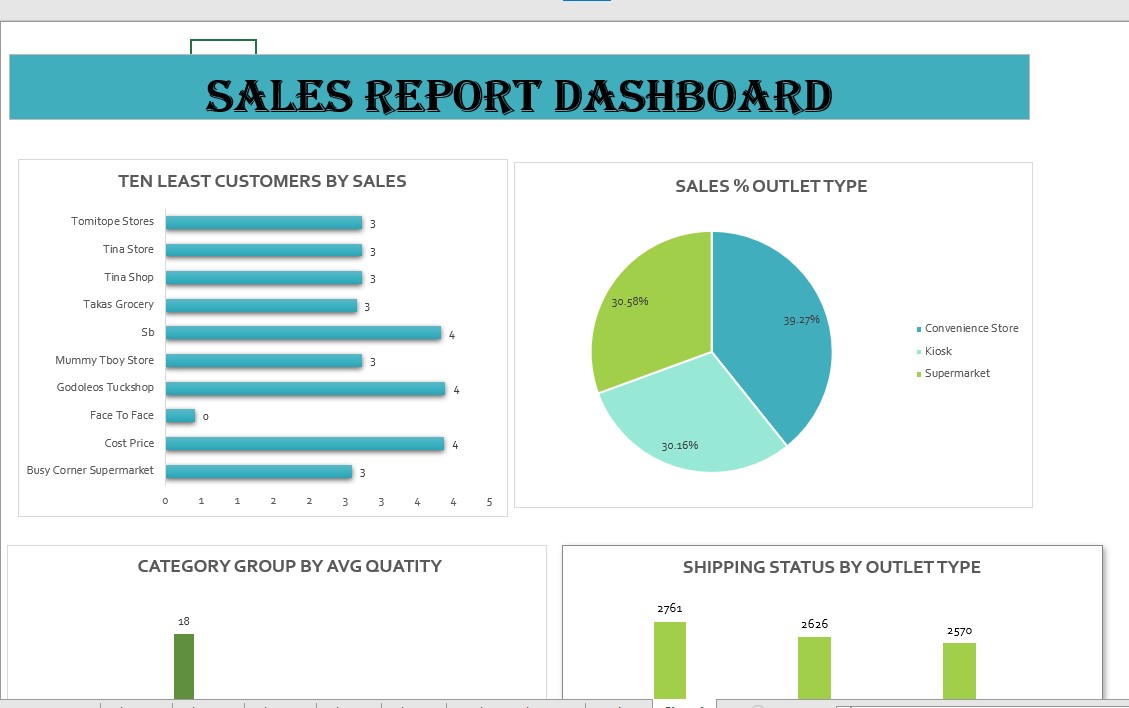 SALES REPORT DASHBOARD
TEN LEAST CUSTOMERS BY SALES
Tomitope Stores 3
Tina Store 3
Tina Shop 3
Takas Grocery 3
Sb 4
Mummy Tboy Store 3
Godoleos Tuckshop 4
Face To Face 0
Cost Price 4
Busy Corner Supermarket 3
0 1 1 2 2 3 3 4 4 5
SALES % OUTLET TYPE
30.58%
39.27%
30.16%
Convenience Store
Kiosk
Supermarket
CATEGORY GROUP BY AVG QUATITY
18
SHIPPING STATUS BY OUTLET TYPE
2761
2626
2570